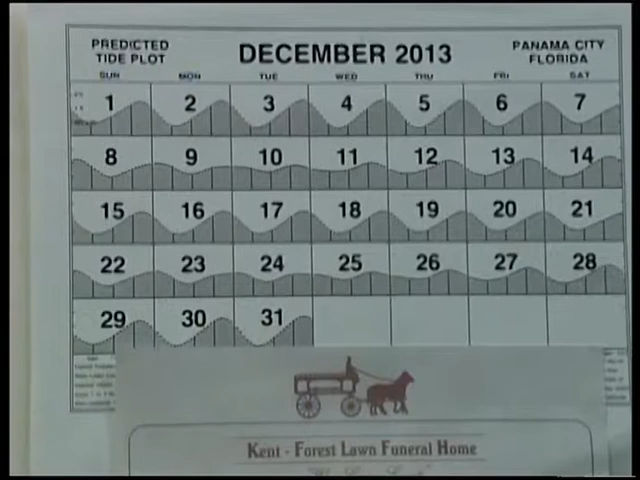 PREDICTED
TIDE PLOT
DECEMBER 2013
PANAMA CITY
FLORIDA
SUN MON TUE WED THU FRI SAT
1 2 3 4 5 6 7
8 9 10 11 12 13 14
15 16 17 18 19 20 21
22 23 24 25 26 27 28
29 30 31
Kent - Forest Lawn Funeral Home